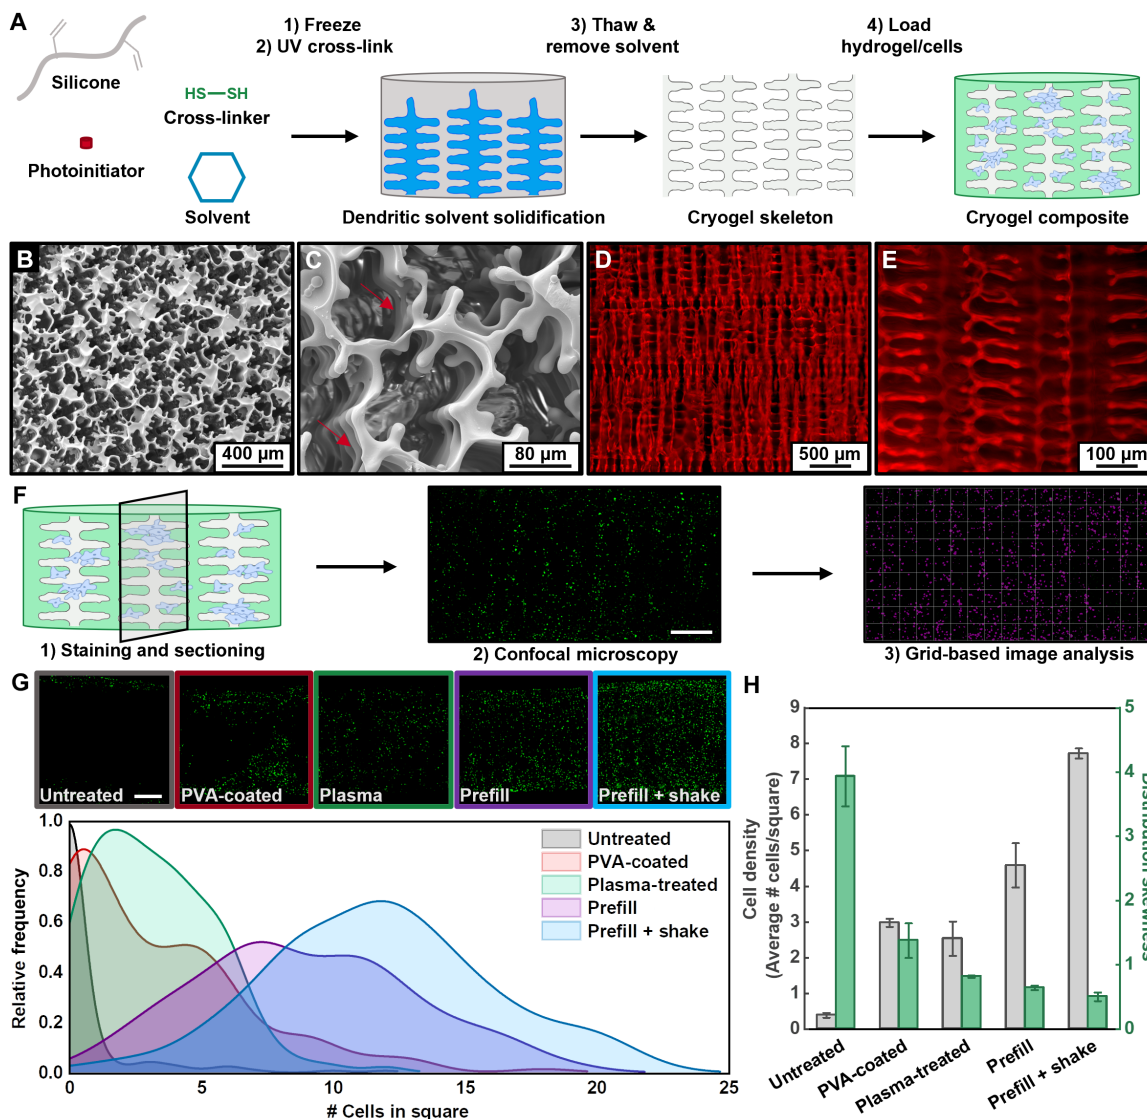 A
1) Freeze
2) UV cross-link
3) Thaw &
remove solvent
4) Load
hydrogel/cells
Silicone
HS—SH
Cross-linker
Photoinitiator
Solvent
Dendritic solvent solidification
Cryogel skeleton
Cryogel composite
B
400 µm
C
80 µm
D
500 µm
E
100 µm
F
1) Staining and sectioning
2) Confocal microscopy
3) Grid-based image analysis
G
Untreated
PVA-coated
Plasma
Prefill
Prefill + shake
Relative frequency
1.0
0.8
0.6
0.4
0.2
0.0
Untreated
PVA-coated
Plasma-treated
Prefill
Prefill + shake
0
5
10
15
20
25
# Cells in square
H
Cell density
(Average # cells/square)
9
8
7
6
5
4
3
2
1
0
5
4
3
2
1
0
Distribution skewness
Untreated
PVA-coated
Plasma-treated
Prefill
Prefill + shake